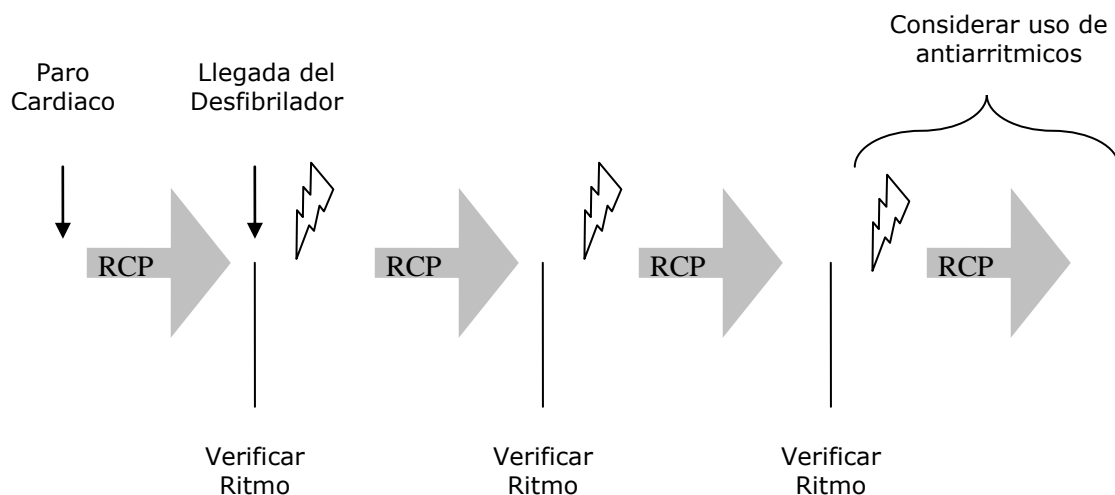 Considerar uso de
antiarritmicos
Paro
Cardiaco
Llegada del
Desfibrilador
RCP
RCP
RCP
RCP
Verificar
Ritmo
Verificar
Ritmo
Verificar
Ritmo